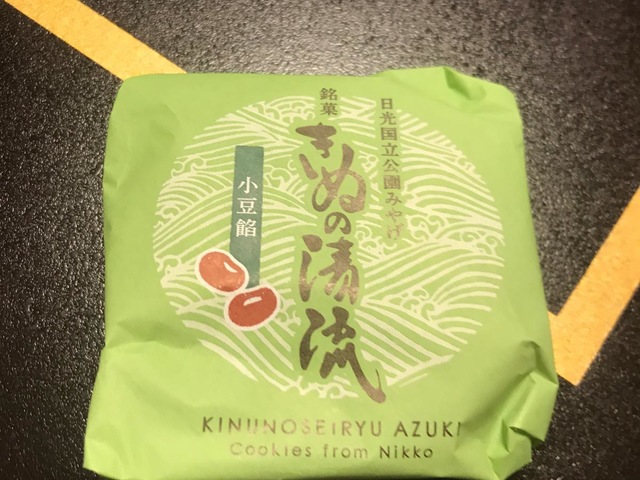 日光国立公園みやげ
銘菓
きぬの清流
小豆餡
KINUNOSEIRYU AZUKI
Cookies from Nikko